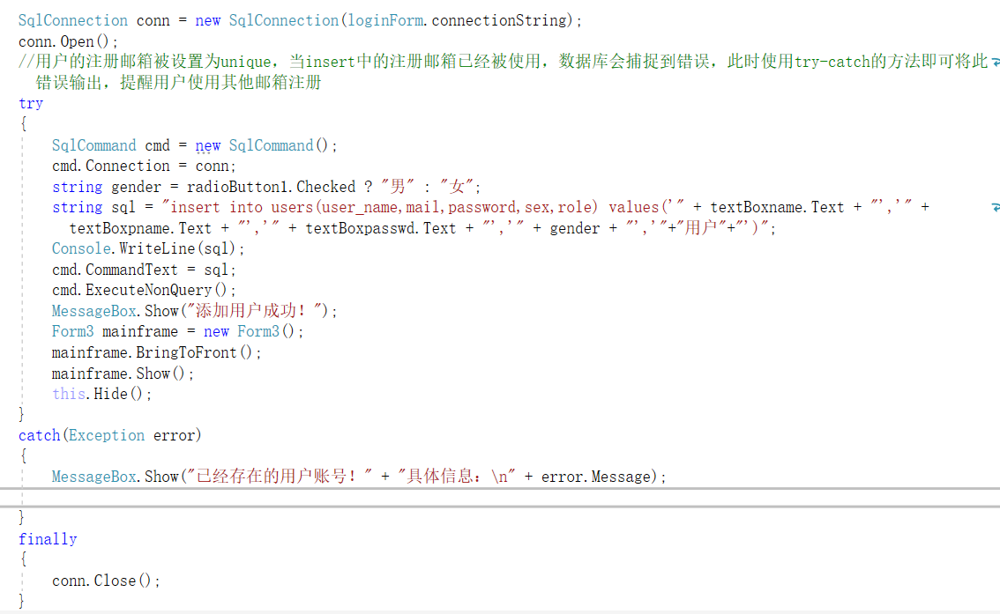 SqlConnection conn = new SqlConnection(loginForm.connectionString);
conn.Open();
//用户的注册邮箱被设置为unique，当insert中的注册邮箱已经被使用，数据库会捕捉到错误，此时使用try-catch的方法即可将此
错误输出，提醒用户使用其他邮箱注册
try
{
SqlCommand cmd = new SqlCommand();
cmd.Connection = conn;
string gender = radioButton1.Checked ? "男" : "女";
string sql = "insert into users(user_name,mail,password,sex,role) values('" + textBoxname.Text + "','" +
textBoxpname.Text + "','" + textBoxpasswd.Text + "','" + gender + "','"+"用户"+"')";
Console.WriteLine(sql);
cmd.CommandText = sql;
cmd.ExecuteNonQuery();
MessageBox.Show("添加用户成功！");
Form3 mainframe = new Form3();
mainframe.BringToFront();
mainframe.Show();
this.Hide();
}
catch(Exception error)
{
MessageBox.Show("已经存在的用户账号！" + "具体信息：\n" + error.Message);
}
finally
{
conn.Close();
}